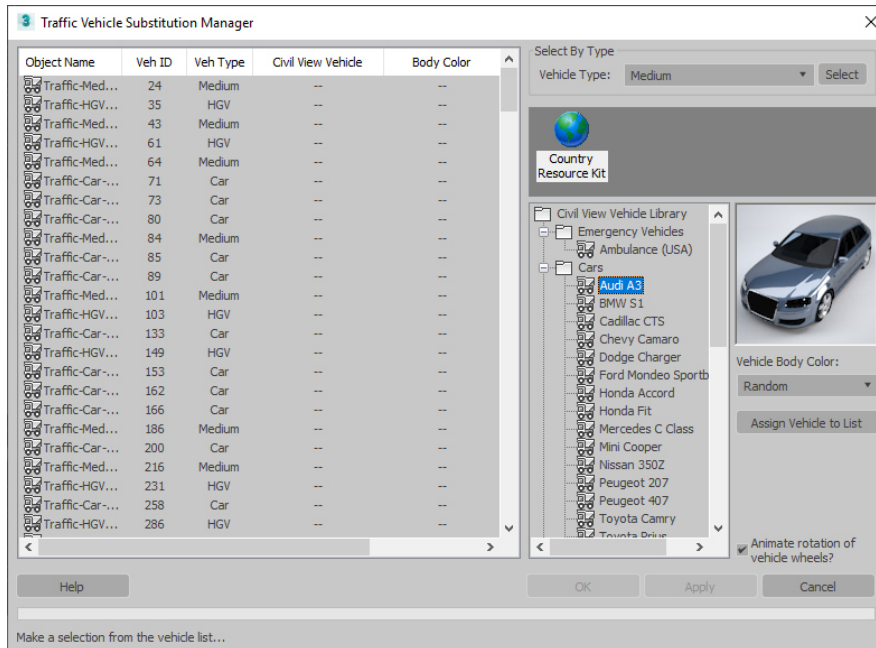 3 Traffic Vehicle Substitution Manager
Object Name Veh ID Veh Type Civil View Vehicle Body Color
Traffic-Med... 24 Medium -- --
Traffic-HGV... 35 HGV -- --
Traffic-Med... 43 Medium -- --
Traffic-HGV... 61 HGV -- --
Traffic-Med... 64 Medium -- --
Traffic-Car-... 71 Car -- --
Traffic-Car-... 73 Car -- --
Traffic-Car-... 80 Car -- --
Traffic-Med... 84 Medium -- --
Traffic-Car-... 85 Car -- --
Traffic-Car-... 89 Car -- --
Traffic-Med... 101 Medium -- --
Traffic-HGV... 103 HGV -- --
Traffic-Car-... 133 Car -- --
Traffic-HGV... 149 HGV -- --
Traffic-Car-... 153 Car -- --
Traffic-Car-... 162 Car -- --
Traffic-Car-... 166 Car -- --
Traffic-Med... 186 Medium -- --
Traffic-Car-... 200 Car -- --
Traffic-Med... 216 Medium -- --
Traffic-HGV... 231 HGV -- --
Traffic-Car-... 258 Car -- --
Traffic-HGV... 286 HGV -- --
Select By Type
Vehicle Type: Medium Select
Country
Resource Kit
Civil View Vehicle Library
Emergency Vehicles
Ambulance (USA)
Cars
Audi A3
BMW S1
Cadillac CTS
Chevy Camaro
Dodge Charger
Ford Mondeo Sportb
Honda Accord
Honda Fit
Mercedes C Class
Mini Cooper
Nissan 350Z
Peugeot 207
Peugeot 407
Toyota Camry
Toyota Prius
Vehicle Body Color:
Random
Assign Vehicle to List
Animate rotation of
vehicle wheels?
Help
OK Apply Cancel
Make a selection from the vehicle list...